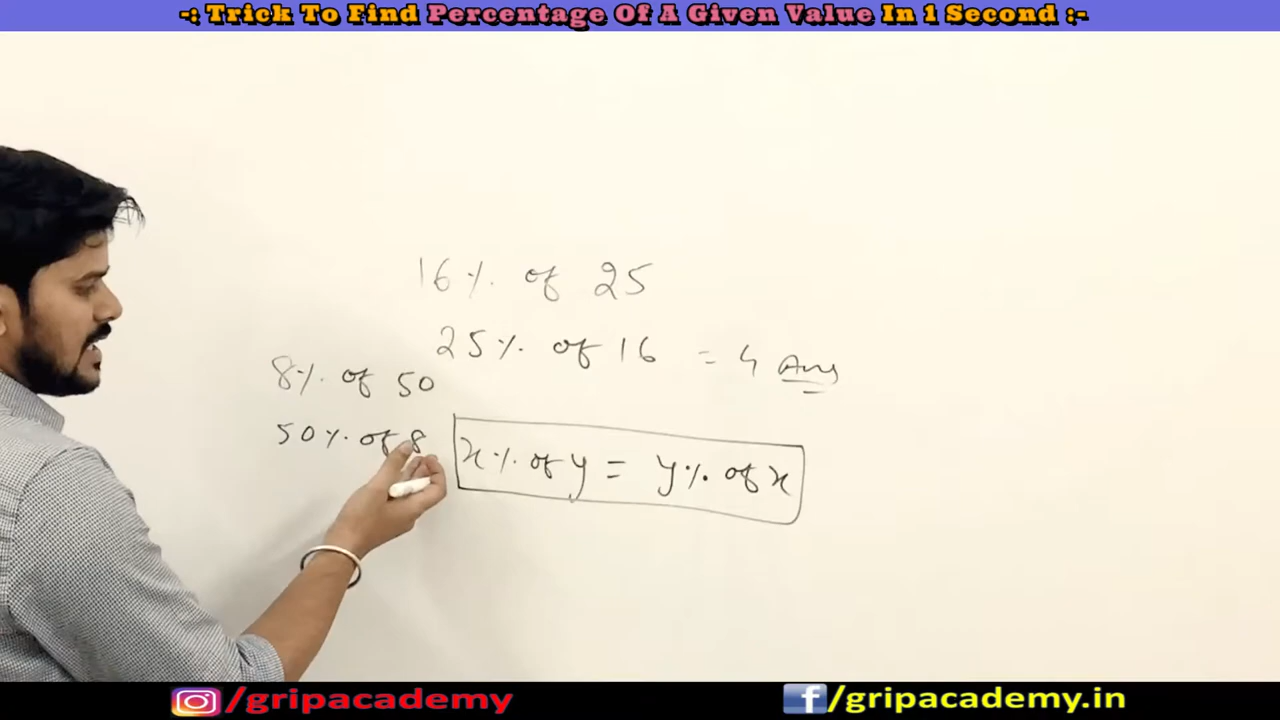 -: Trick To Find Percentage Of A Given Value In 1 Second :-
16% of 25
25% of 16 = 4 Ans
8% of 50
50% of 8
x% of y = y% of x
/gripacademy
/gripacademy.in